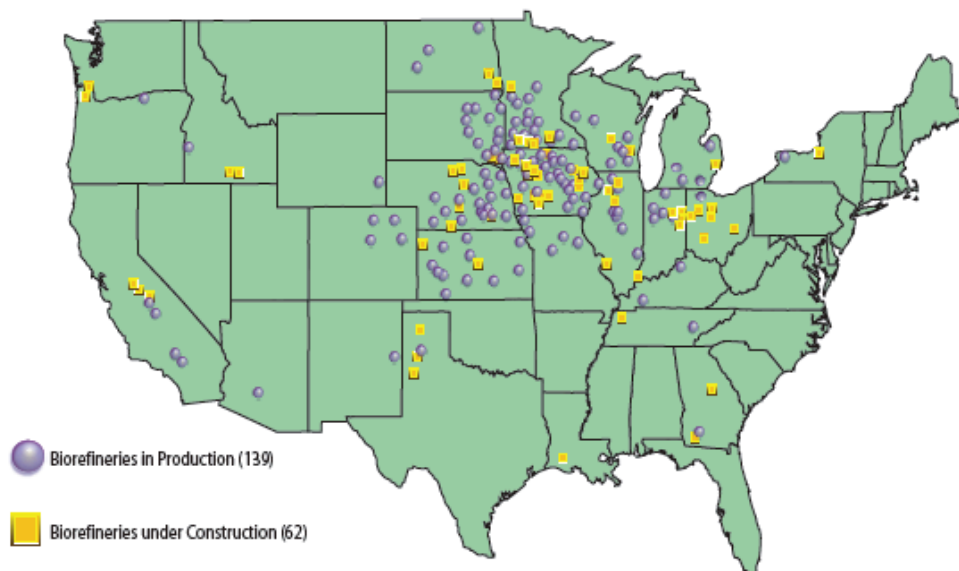 Biorefineries in Production (139)
Biorefineries under Construction (62)